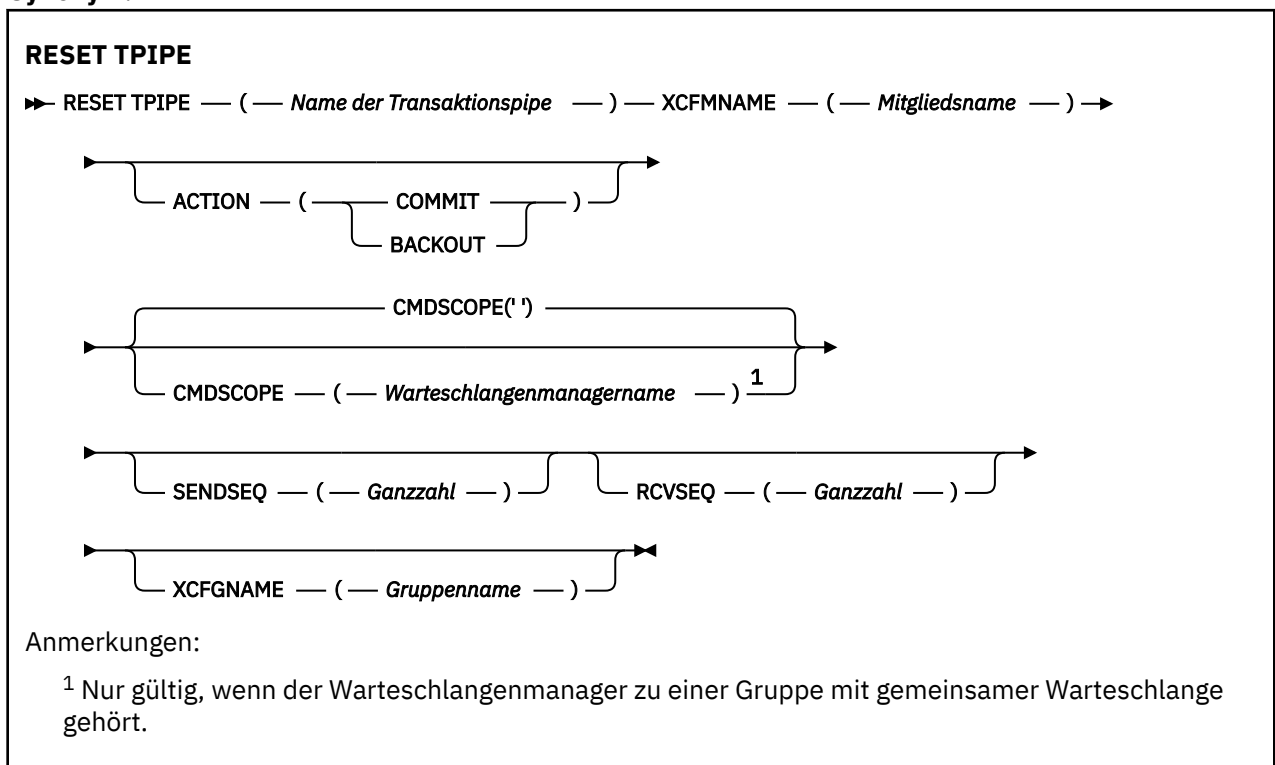 RESET TPIPE
RESET TPIPE ( Name der Transaktionspipe ) XCFMNAME ( Mitgliedsname )
ACTION ( COMMIT )
BACKOUT
CMDSCOPE(' ')
CMDSCOPE ( Warteschlangenmanagername ) 1
SENDSEQ ( Ganzzahl ) RCVSEQ ( Ganzzahl )
XCFGNAME ( Gruppenname )
Anmerkungen:
1 Nur gültig, wenn der Warteschlangenmanager zu einer Gruppe mit gemeinsamer Warteschlange
gehört.